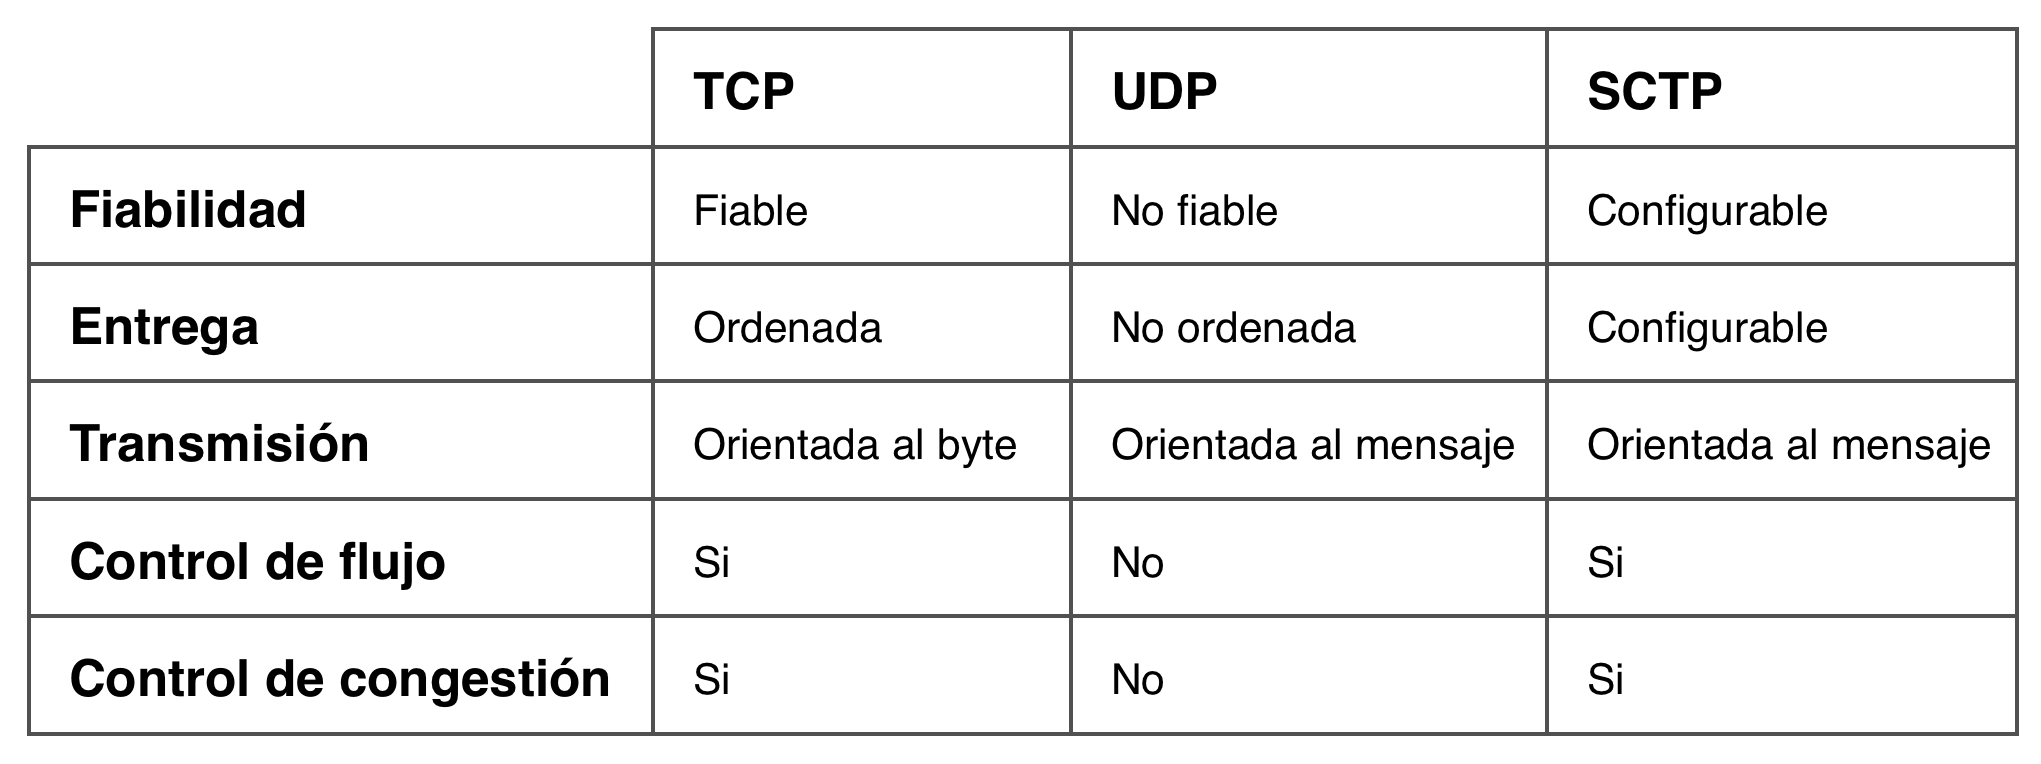 TCP UDP SCTP
Fiabilidad Fiable No fiable Configurable
Entrega Ordenada No ordenada Configurable
Transmisión Orientada al byte Orientada al mensaje Orientada al mensaje
Control de flujo Si No Si
Control de congestión Si No Si